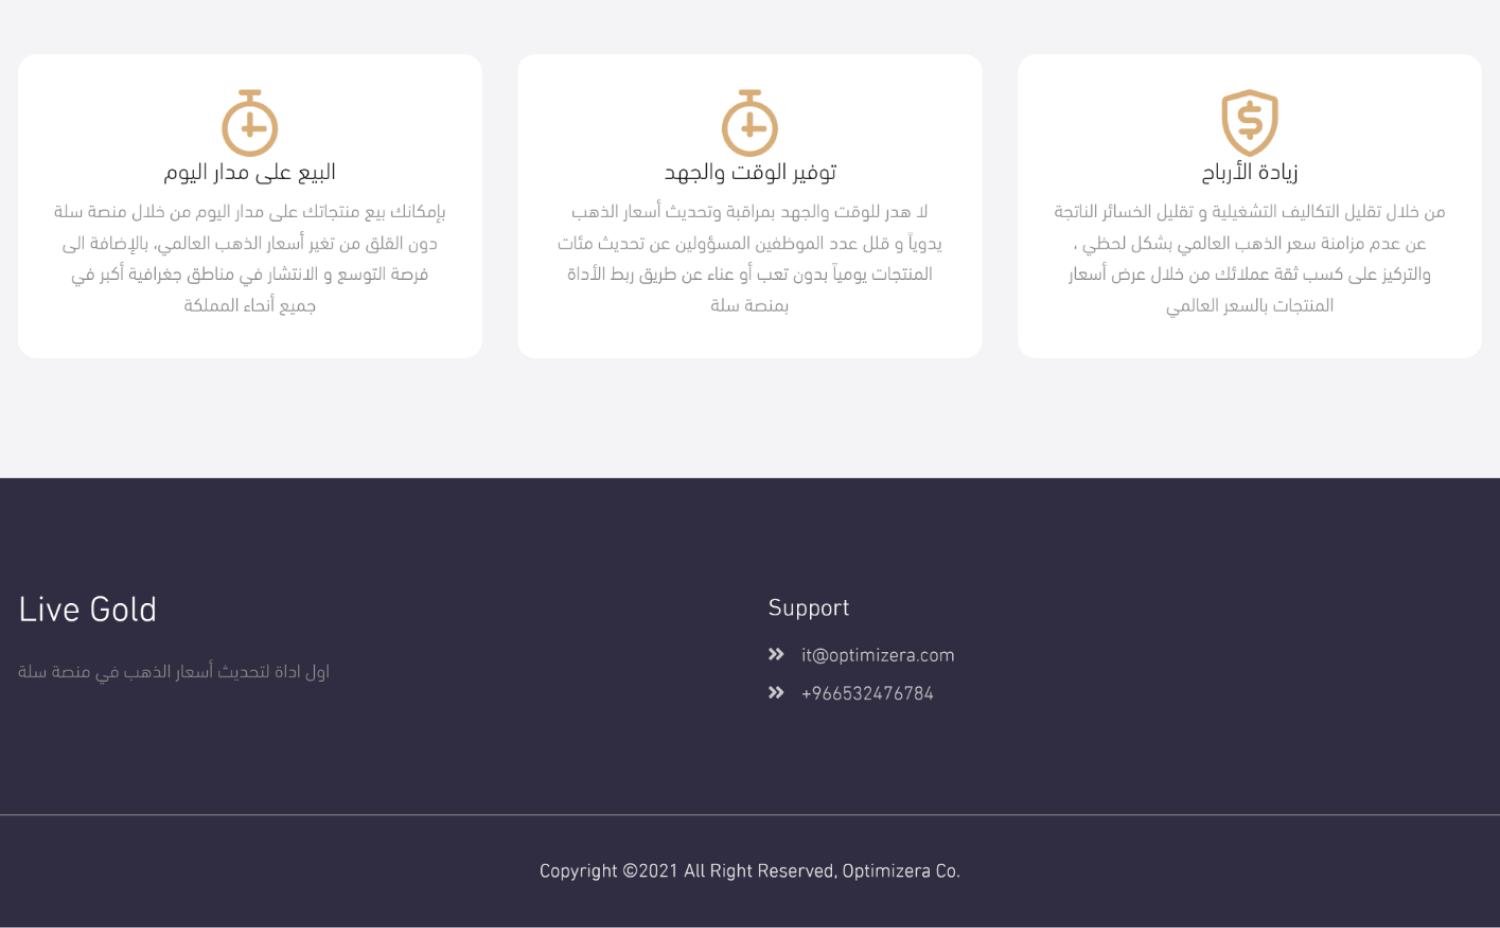 زيادة الأرباح
من خلال تقليل التكاليف التشغيلية و تقليل الخسائر الناتجة
عن عدم مزامنة سعر الذهب العالمي بشكل لحظي ،
والتركيز على كسب ثقة عملائك من خلال عرض أسعار
المنتجات بالسعر العالمي
توفير الوقت والجهد
لا هدر للوقت والجهد بمراقبة وتحديث أسعار الذهب
يدوياً و قلل عدد الموظفين المسؤولين عن تحديث مئات
المنتجات يومياً بدون تعب أو عناء عن طريق ربط الأداة
بمنصة سلة
البيع على مدار اليوم
بإمكانك بيع منتجاتك على مدار اليوم من خلال منصة سلة
دون القلق من تغير أسعار الذهب العالمي، بالإضافة الى
فرصة التوسع و الانتشار في مناطق جغرافية أكبر في
جميع أنحاء المملكة
Live Gold
اول اداة لتحديث أسعار الذهب في منصة سلة
Support
it@optimizera.com
+966532476784
Copyright ©2021 All Right Reserved, Optimizera Co.